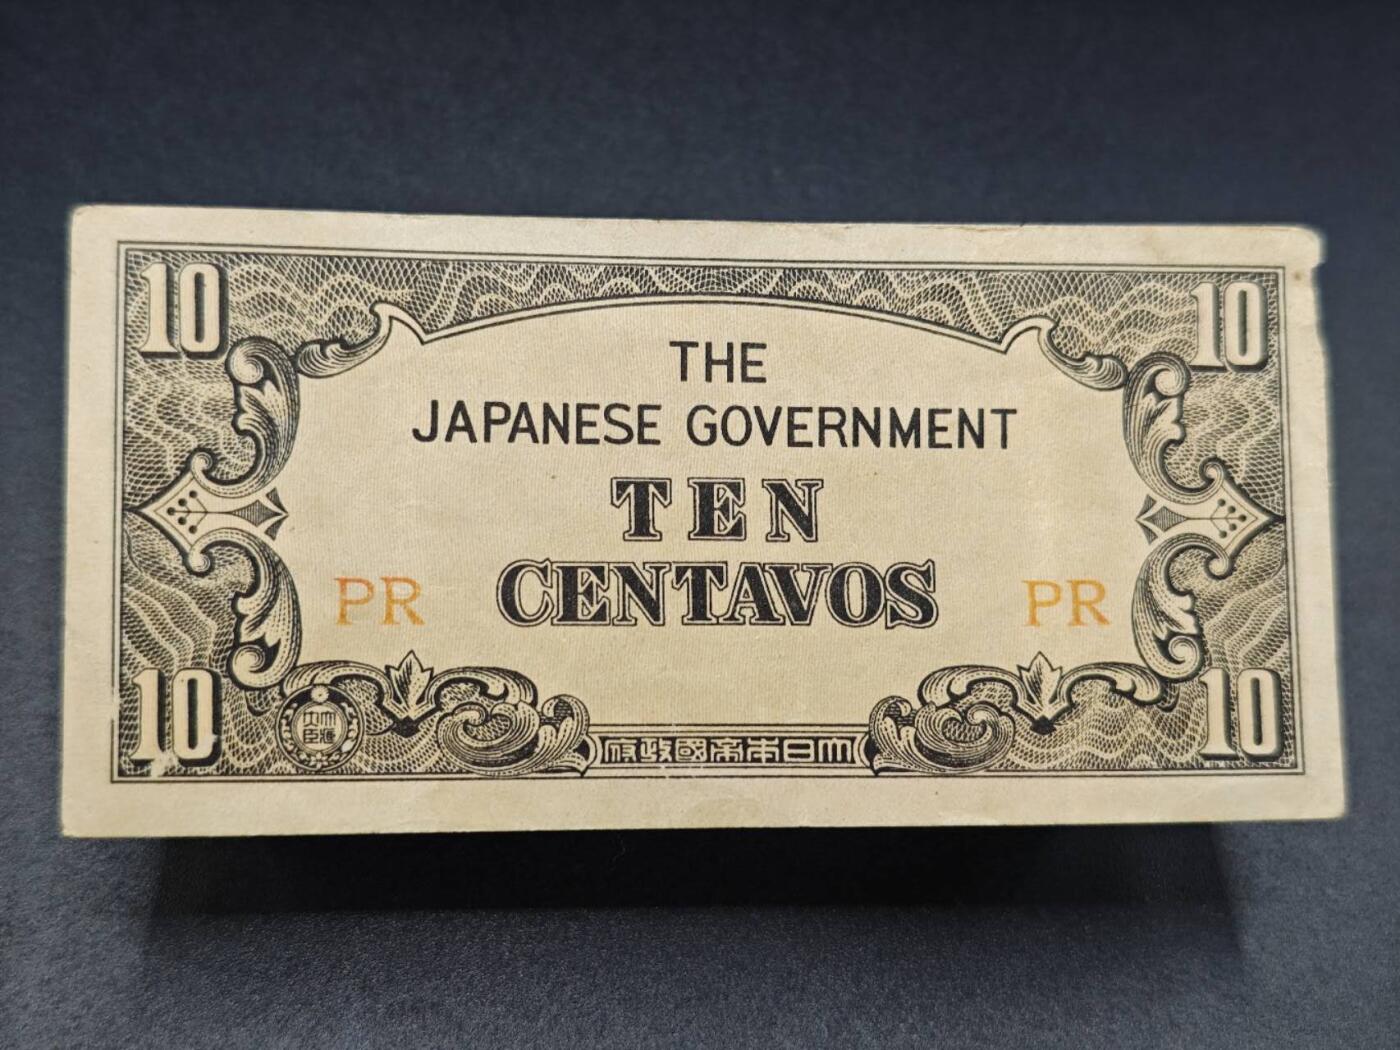 10 10
THE
JAPANESE GOVERNMENT
TEN
CENTAVOS
PR PR
10 10
府政國帝本日大